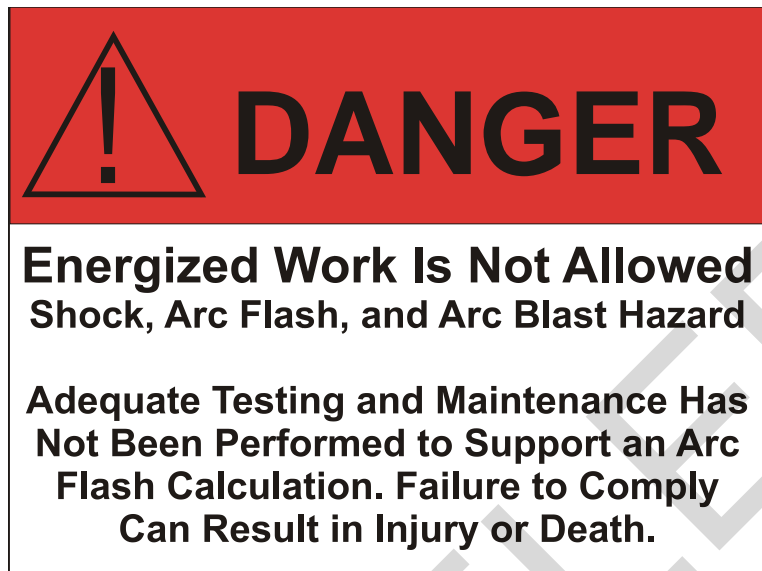 DANGER
Energized Work Is Not Allowed
Shock, Arc Flash, and Arc Blast Hazard
Adequate Testing and Maintenance Has
Not Been Performed to Support an Arc
Flash Calculation. Failure to Comply
Can Result in Injury or Death.